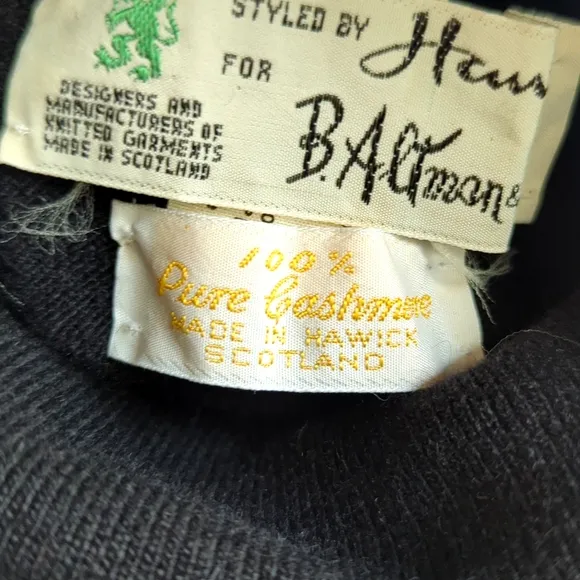 STYLED BY
FOR
B. Altman &
DESIGNERS AND
MANUFACTURERS OF
KNITTED GARMENTS
MADE IN SCOTLAND
100%
Pure Cashmere
MADE IN HAWICK
SCOTLAND